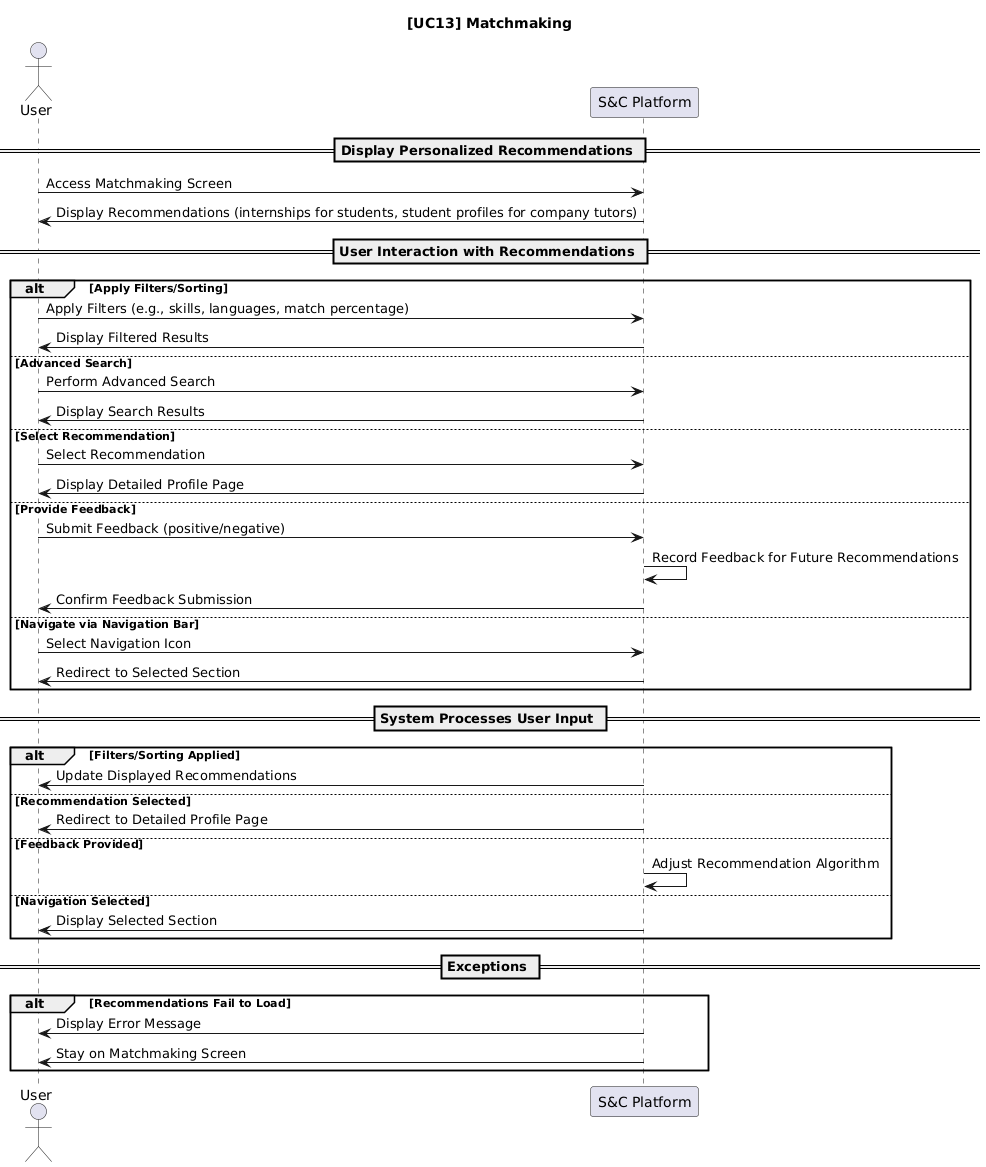 [UC13] Matchmaking
User
S&C Platform
Display Personalized Recommendations
Access Matchmaking Screen
Display Recommendations (internships for students, student profiles for company tutors)
User Interaction with Recommendations
alt [Apply Filters/Sorting]
Apply Filters (e.g., skills, languages, match percentage)
Display Filtered Results
[Advanced Search]
Perform Advanced Search
Display Search Results
[Select Recommendation]
Select Recommendation
Display Detailed Profile Page
[Provide Feedback]
Submit Feedback (positive/negative)
Record Feedback for Future Recommendations
Confirm Feedback Submission
[Navigate via Navigation Bar]
Select Navigation Icon
Redirect to Selected Section
System Processes User Input
alt [Filters/Sorting Applied]
Update Displayed Recommendations
[Recommendation Selected]
Redirect to Detailed Profile Page
[Feedback Provided]
Adjust Recommendation Algorithm
[Navigation Selected]
Display Selected Section
Exceptions
alt [Recommendations Fail to Load]
Display Error Message
Stay on Matchmaking Screen
User
S&C Platform